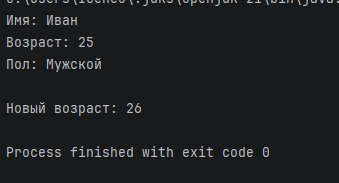 Имя: Иван
Возраст: 25
Пол: Мужской
Новый возраст: 26
Process finished with exit code 0